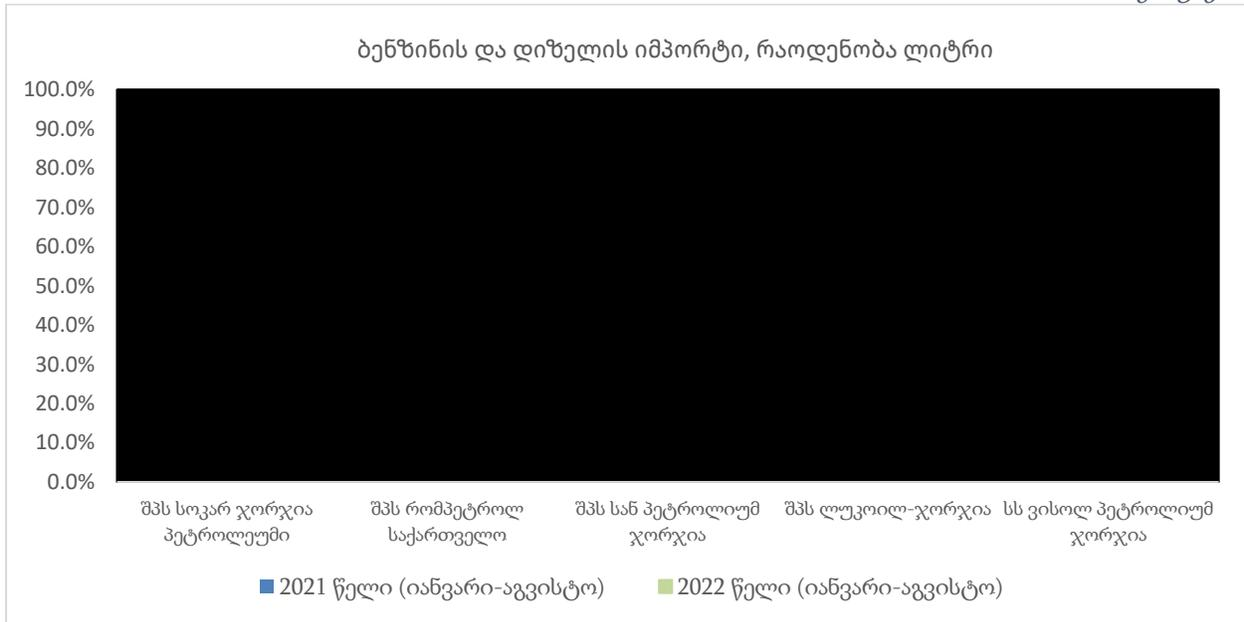 ბენზინის და დიზელის იმპორტი, რაოდენობა ლიტრი
100.0%
90.0%
80.0%
70.0%
60.0%
50.0%
40.0%
30.0%
20.0%
10.0%
0.0%
შპს სოკარ ჯორჯია
პეტროლეუმი
შპს რომპეტროლ
საქართველო
შპს სან პეტროლიუმ
ჯორჯია
შპს ლუკოილ-ჯორჯია
სს ვისოლ პეტროლიუმ
ჯორჯია
2021 წელი (იანვარი-აგვისტო)
2022 წელი (იანვარი-აგვისტო)